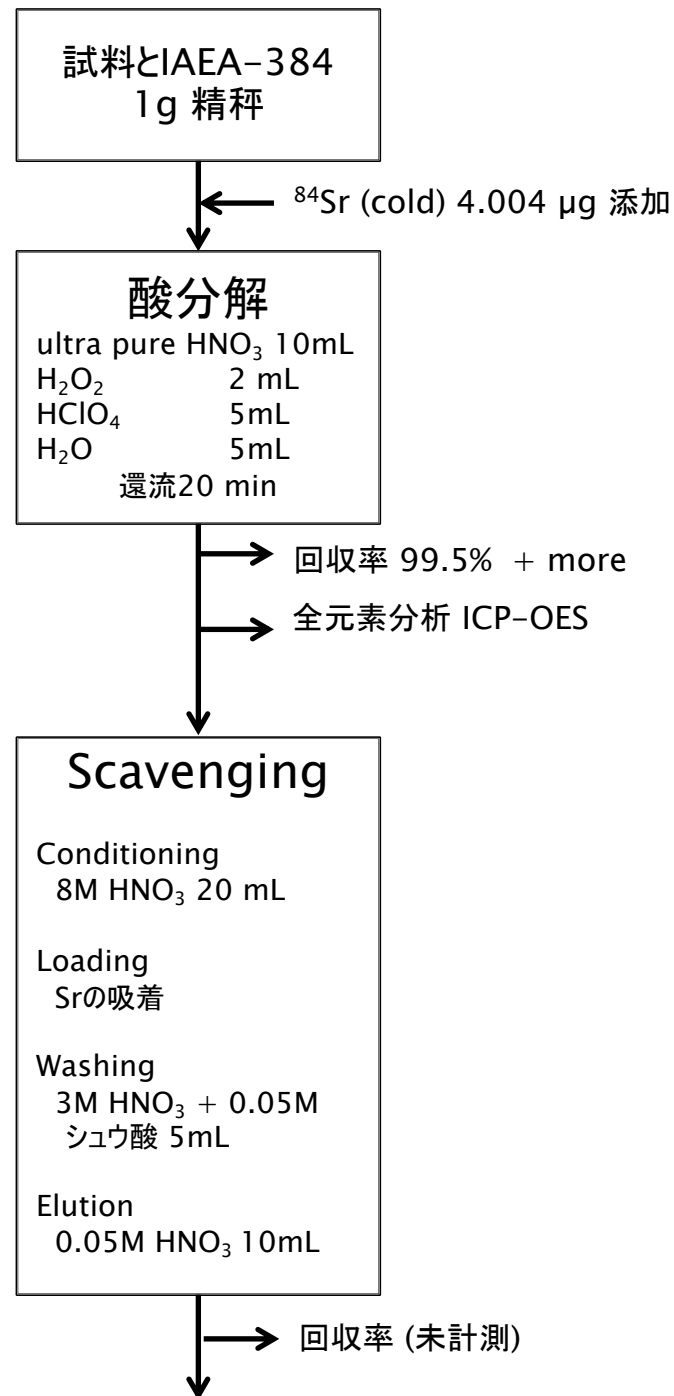 試料とIAEA-384
1g 精秤
⁸⁴Sr (cold) 4.004 µg 添加
酸分解
ultra pure HNO₃ 10mL
H₂O₂ 2 mL
HClO₄ 5mL
H₂O 5mL
還流20 min
回収率 99.5% + more
全元素分析 ICP-OES
Scavenging
Conditioning
8M HNO₃ 20 mL
Loading
Srの吸着
Washing
3M HNO₃ + 0.05M
シュウ酸 5mL
Elution
0.05M HNO₃ 10mL
回収率 (未計測)